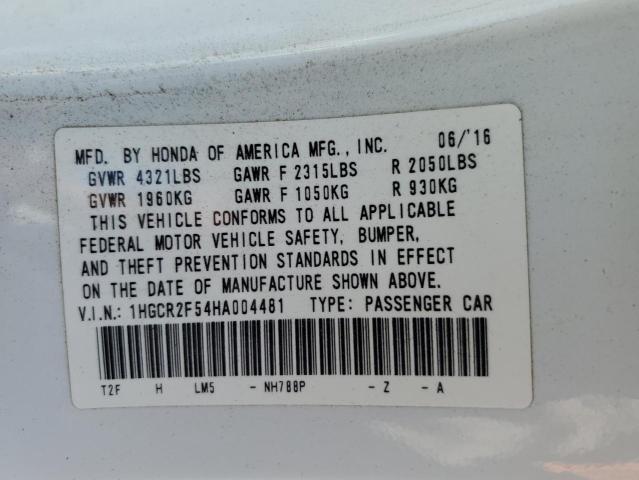 MFD. BY HONDA OF AMERICA MFG., INC. 06/'16
GVWR 4321LBS GAWR F 2315LBS R 2050LBS
GVWR 1960KG GAWR F 1050KG R 930KG
THIS VEHICLE CONFORMS TO ALL APPLICABLE
FEDERAL MOTOR VEHICLE SAFETY, BUMPER,
AND THEFT PREVENTION STANDARDS IN EFFECT
ON THE DATE OF MANUFACTURE SHOWN ABOVE.
V.I.N.: 1HGCR2F54HA004481 TYPE: PASSENGER CAR
T2F H LM5 - NH788P - Z - A